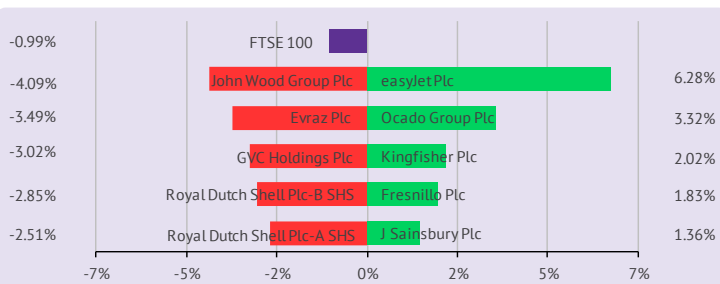 -0.99% FTSE 100
-4.09% John Wood Group Plc easyJet Plc 6.28%
-3.49% Evraz Plc Ocado Group Plc 3.32%
-3.02% GVC Holdings Plc Kingfisher Plc 2.02%
-2.85% Royal Dutch Shell Plc-B SHS Fresnillo Plc 1.83%
-2.51% Royal Dutch Shell Plc-A SHS J Sainsbury Plc 1.36%
-7% -5% -2% 0% 2% 5% 7%